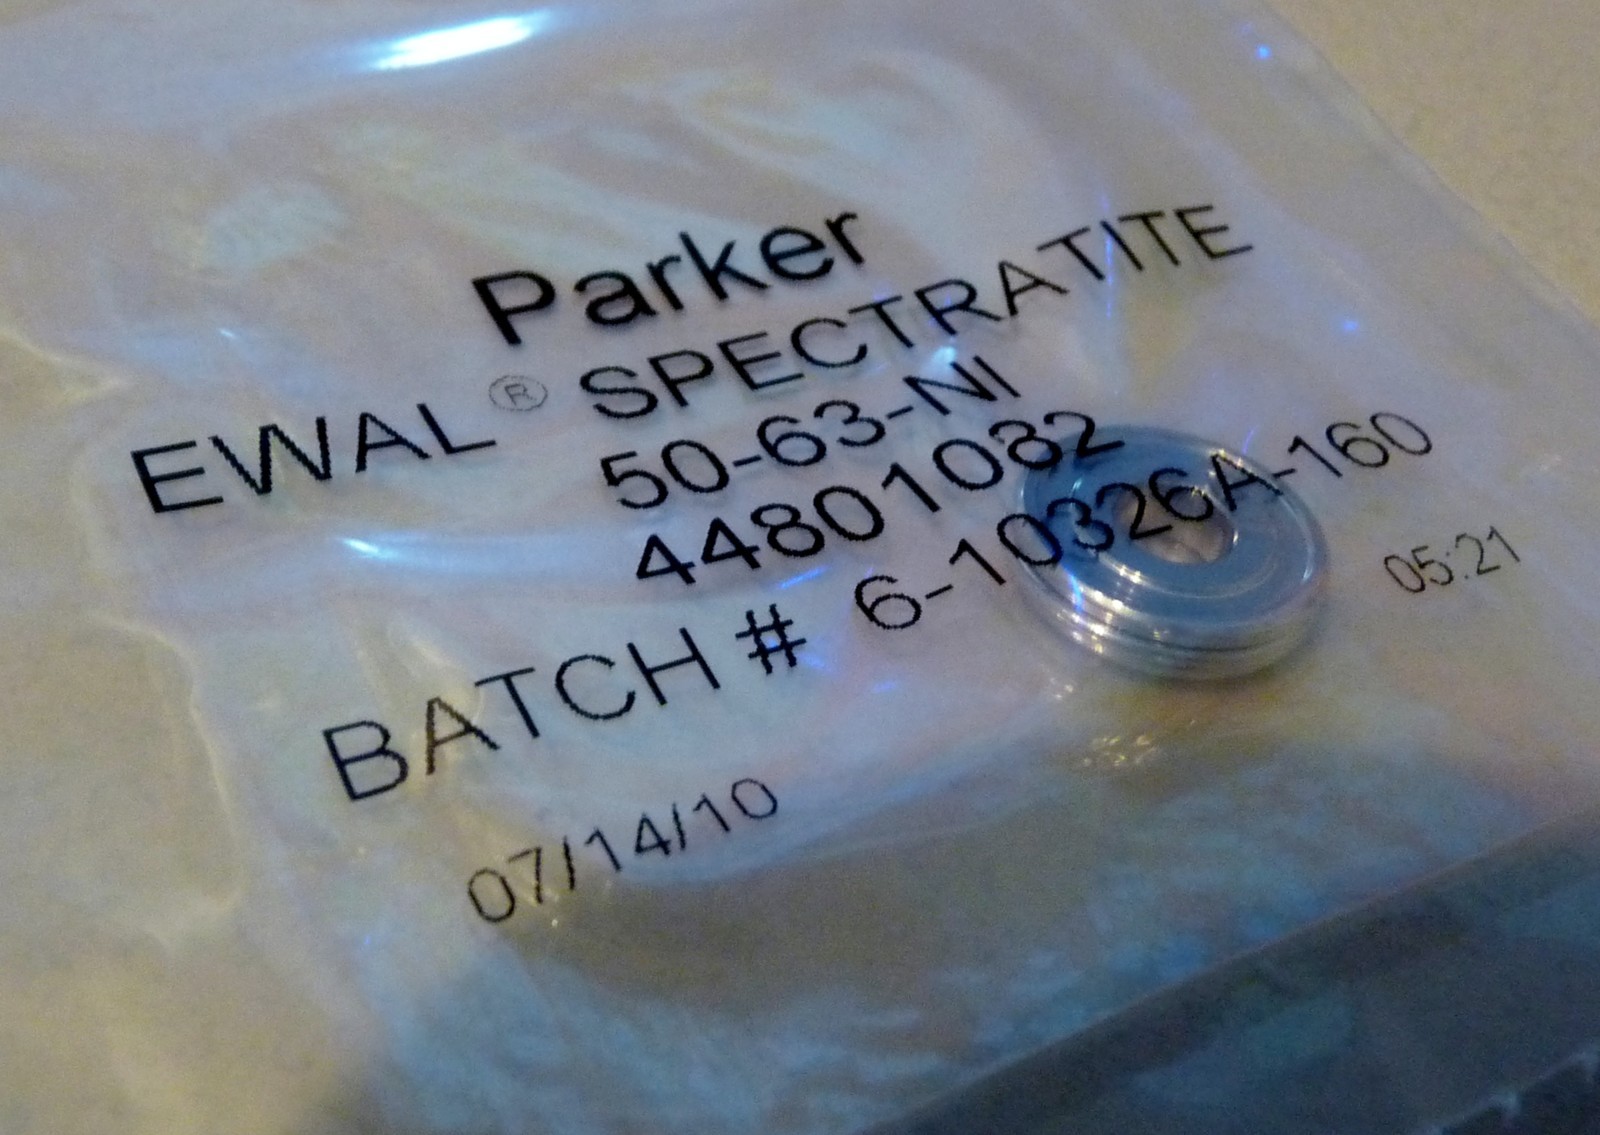 Parker
EWAL® SPECTRATITE
50-63-NI
44801082
BATCH # 6-10326A-160
07/14/10 05:21